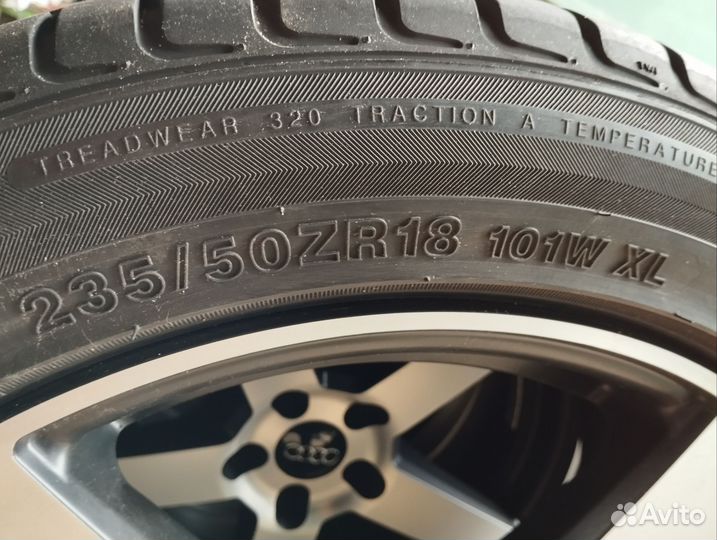 TREADWEAR 320 TRACTION A TEMPERATURE
235/50ZR18 101W XL
Avito